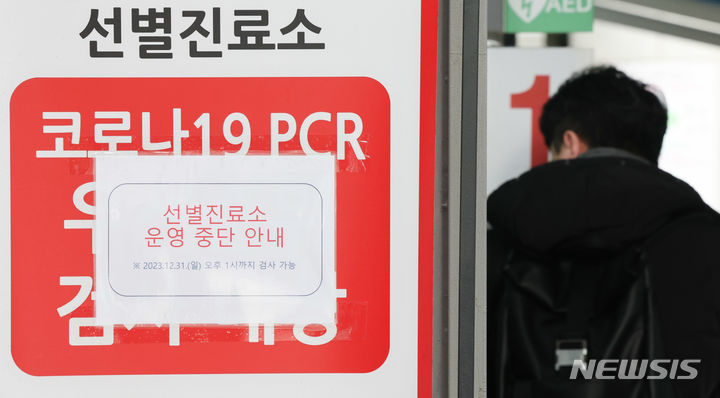 선별진료소
코로나19 PCR
선별진료소
운영 중단 안내
※ 2023.12.31.(일) 오후 1시까지 검사 가능
AED
1
NEWSIS